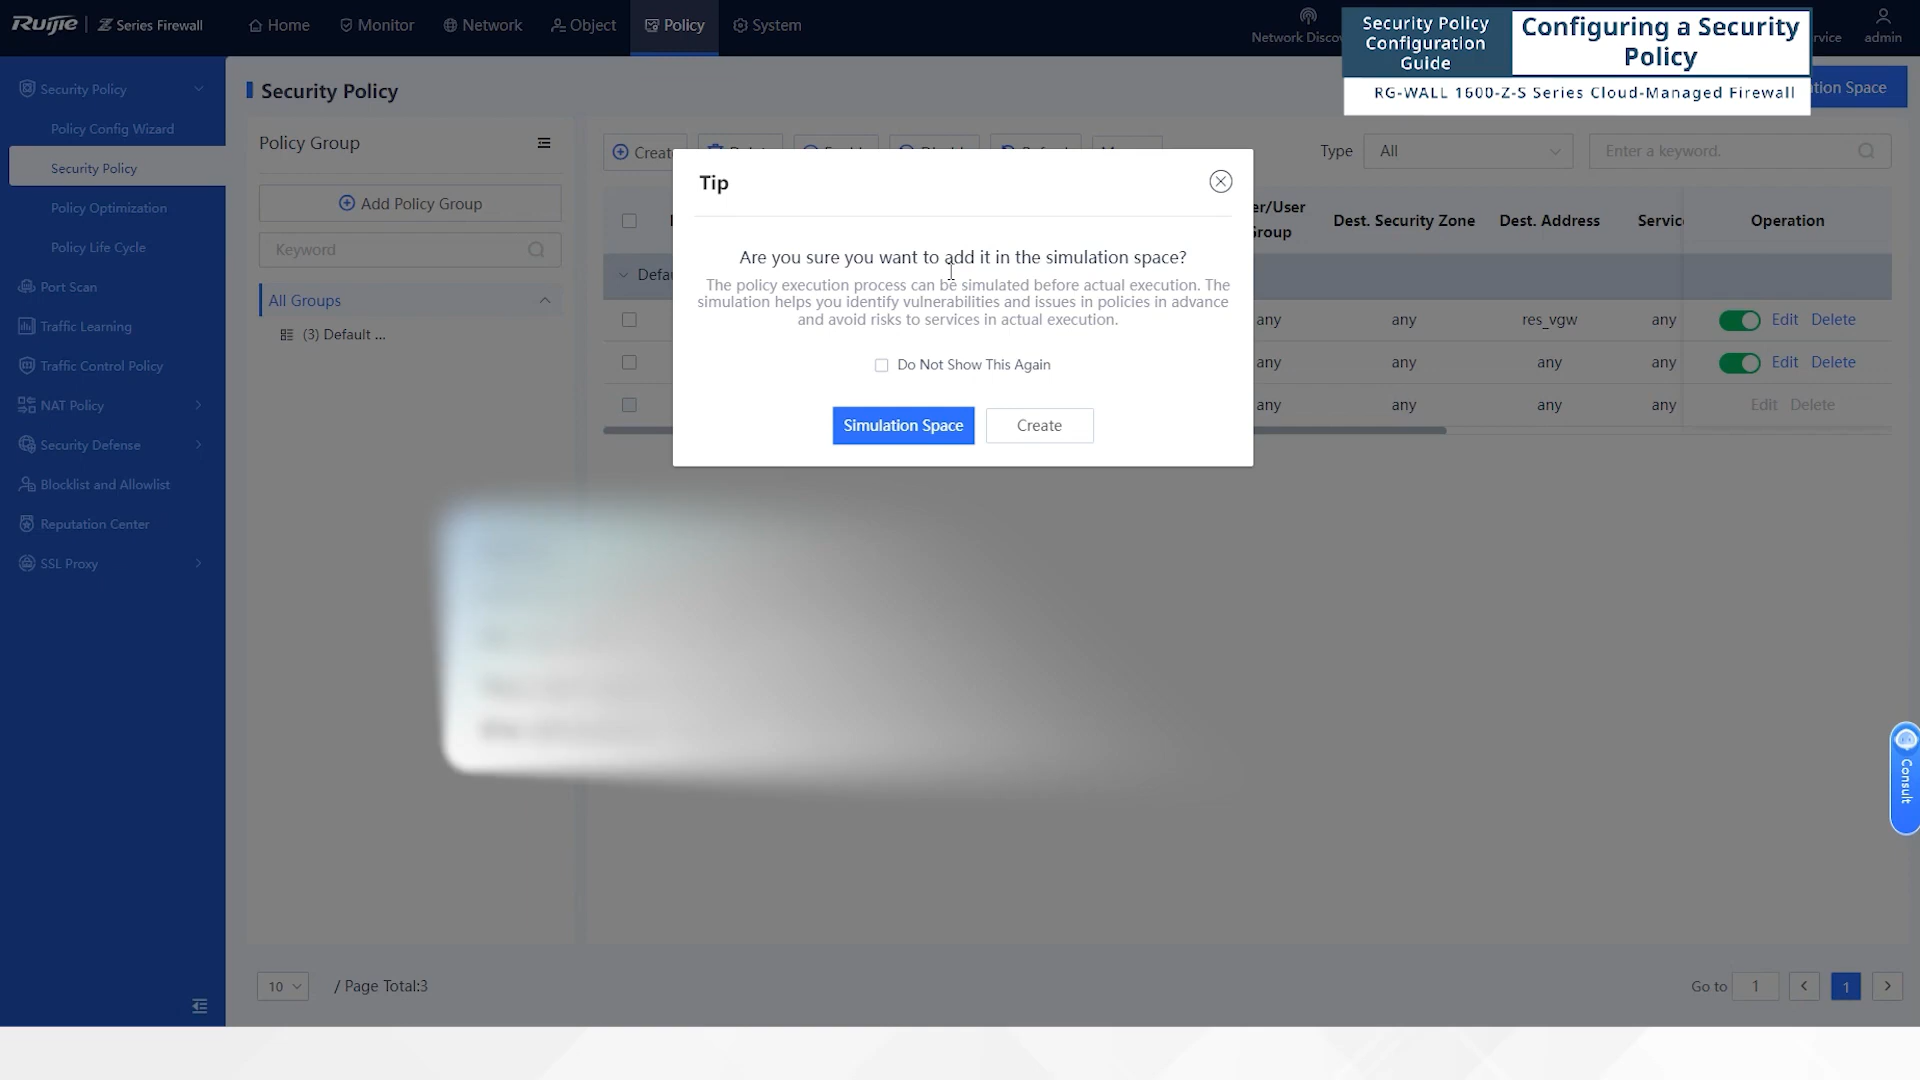 Ruijie | Z Series Firewall
Home
Monitor
Network
Object
Policy
System
Network Disco
rvice
admin
Security Policy
Configuration
Guide
Configuring a Security
Policy
RG-WALL 1600-Z-S Series Cloud-Managed Firewall
Security Policy
Policy Config Wizard
Security Policy
Policy Optimization
Policy Life Cycle
Port Scan
Traffic Learning
Traffic Control Policy
NAT Policy
Security Defense
Blocklist and Allowlist
Reputation Center
SSL Proxy
Security Policy
tion Space
Policy Group
Add Policy Group
Keyword
All Groups
(3) Default ...
Create
Type
All
Enter a keyword.
er/User
Group
Dest. Security Zone
Dest. Address
Service
Operation
Defau
any
any
res_vgw
any
Edit
Delete
any
any
any
any
Edit
Delete
any
any
any
any
Edit
Delete
Tip
Are you sure you want to add it in the simulation space?
The policy execution process can be simulated before actual execution. The
simulation helps you identify vulnerabilities and issues in policies in advance
and avoid risks to services in actual execution.
Do Not Show This Again
Simulation Space
Create
Consult
10
/ Page Total:3
Go to
1
1